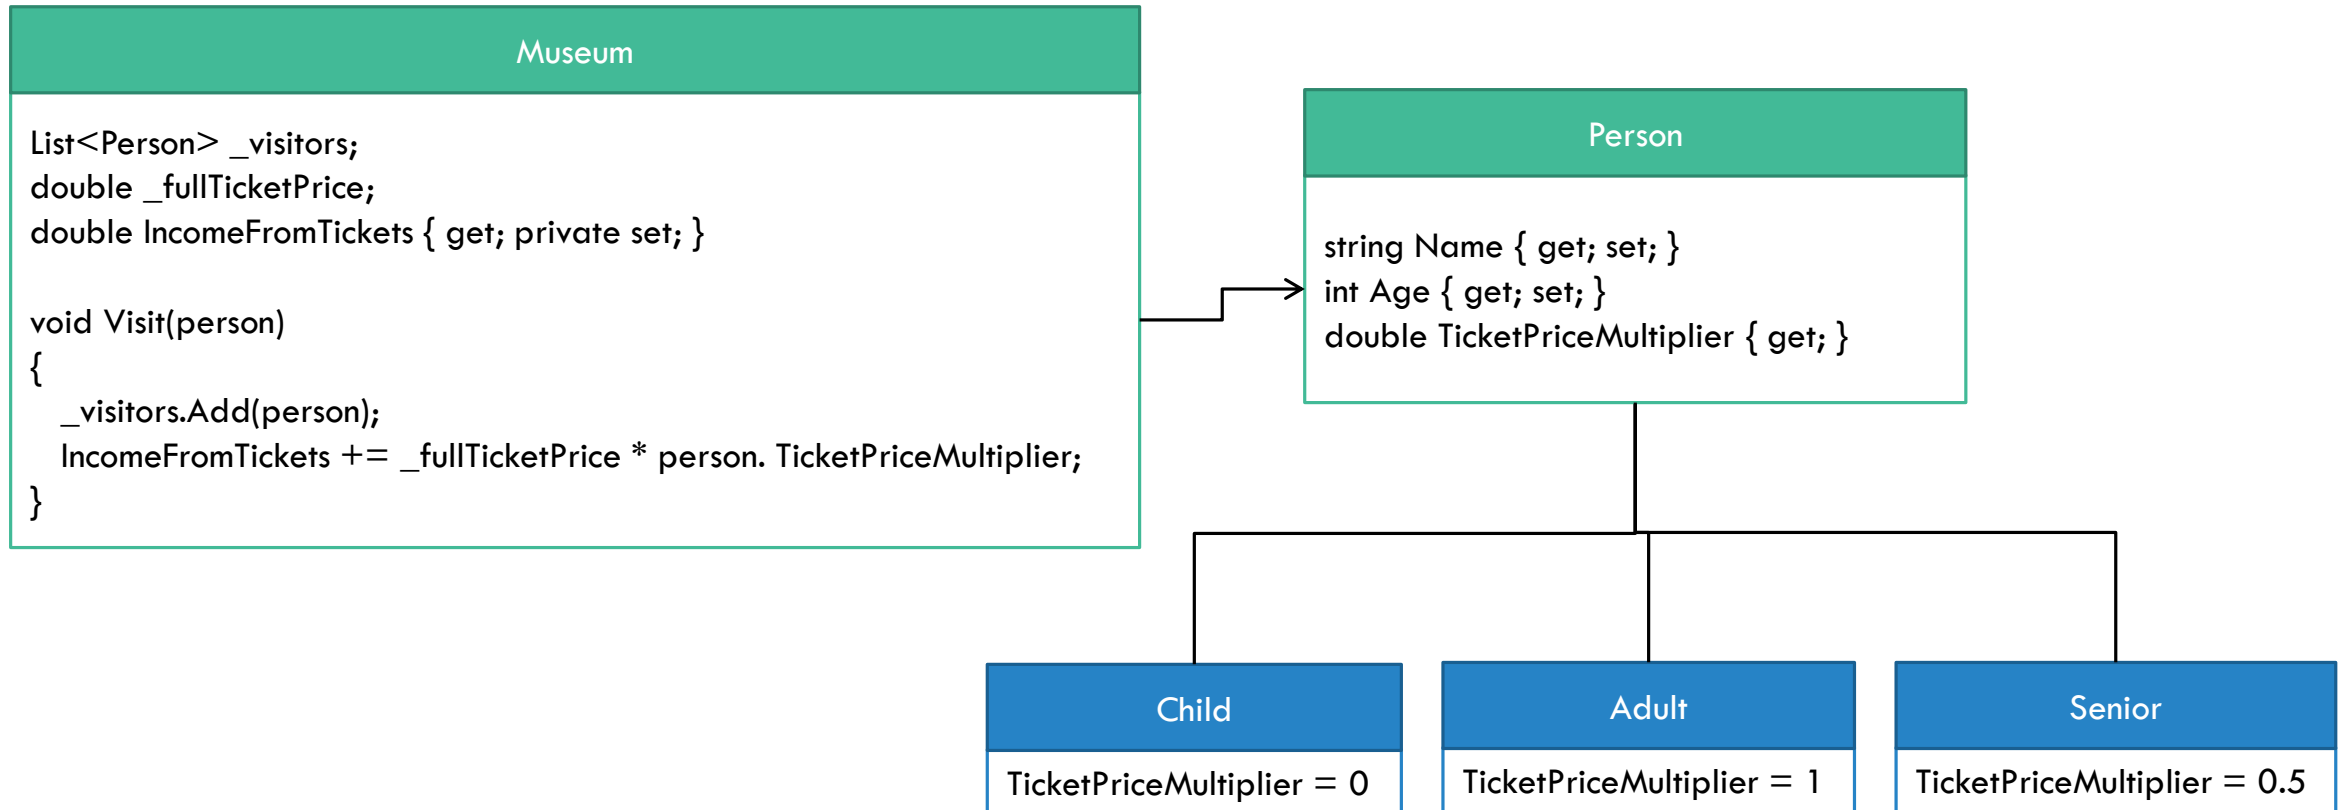 Museum
List<Person> _visitors;
double _fullTicketPrice;
double IncomeFromTickets { get; private set; }
void Visit(person)
{
_visitors.Add(person);
IncomeFromTickets += _fullTicketPrice * person. TicketPriceMultiplier;
}
Person
string Name { get; set; }
int Age { get; set; }
double TicketPriceMultiplier { get; }
Child
TicketPriceMultiplier = 0
Adult
TicketPriceMultiplier = 1
Senior
TicketPriceMultiplier = 0.5